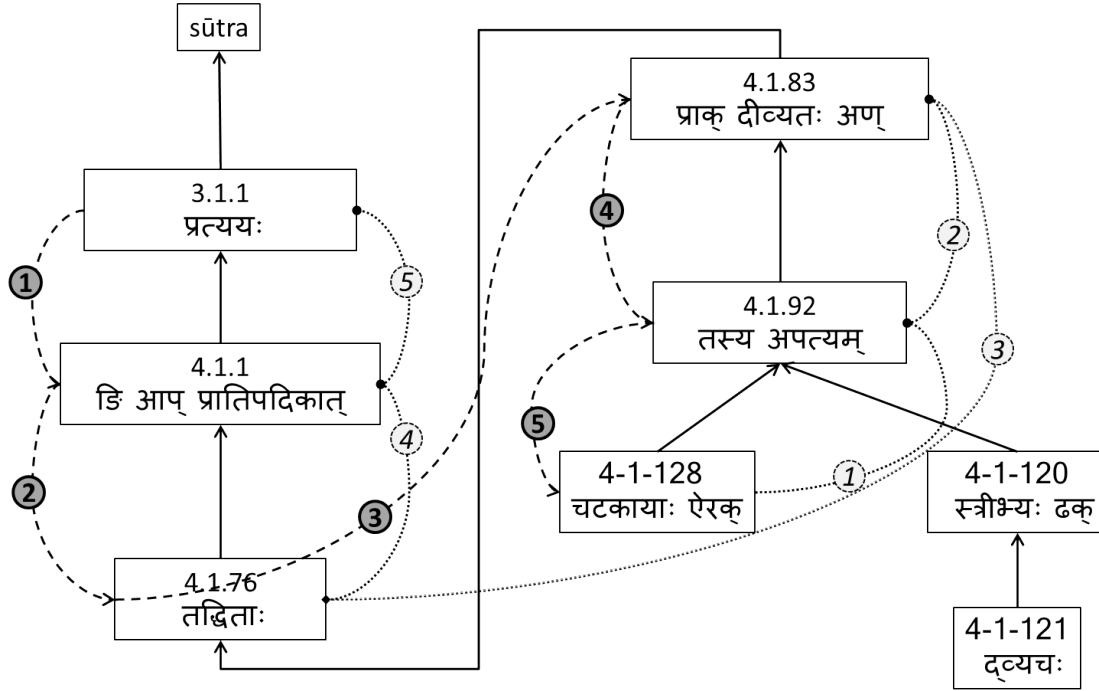 sūtra
3.1.1
प्रत्ययः
4.1.1
ङि आप् प्रातिपदिकात्
4.1.76
तद्धिताः
4.1.83
प्राक् दीव्यतः अण्
4.1.92
तस्य अपत्यम्
4-1-128
चटकायाः ऐरक्
4-1-120
स्त्रीभ्यः ढक्
4-1-121
द्व्यचः
1
2
3
4
5
1
2
3
4
5